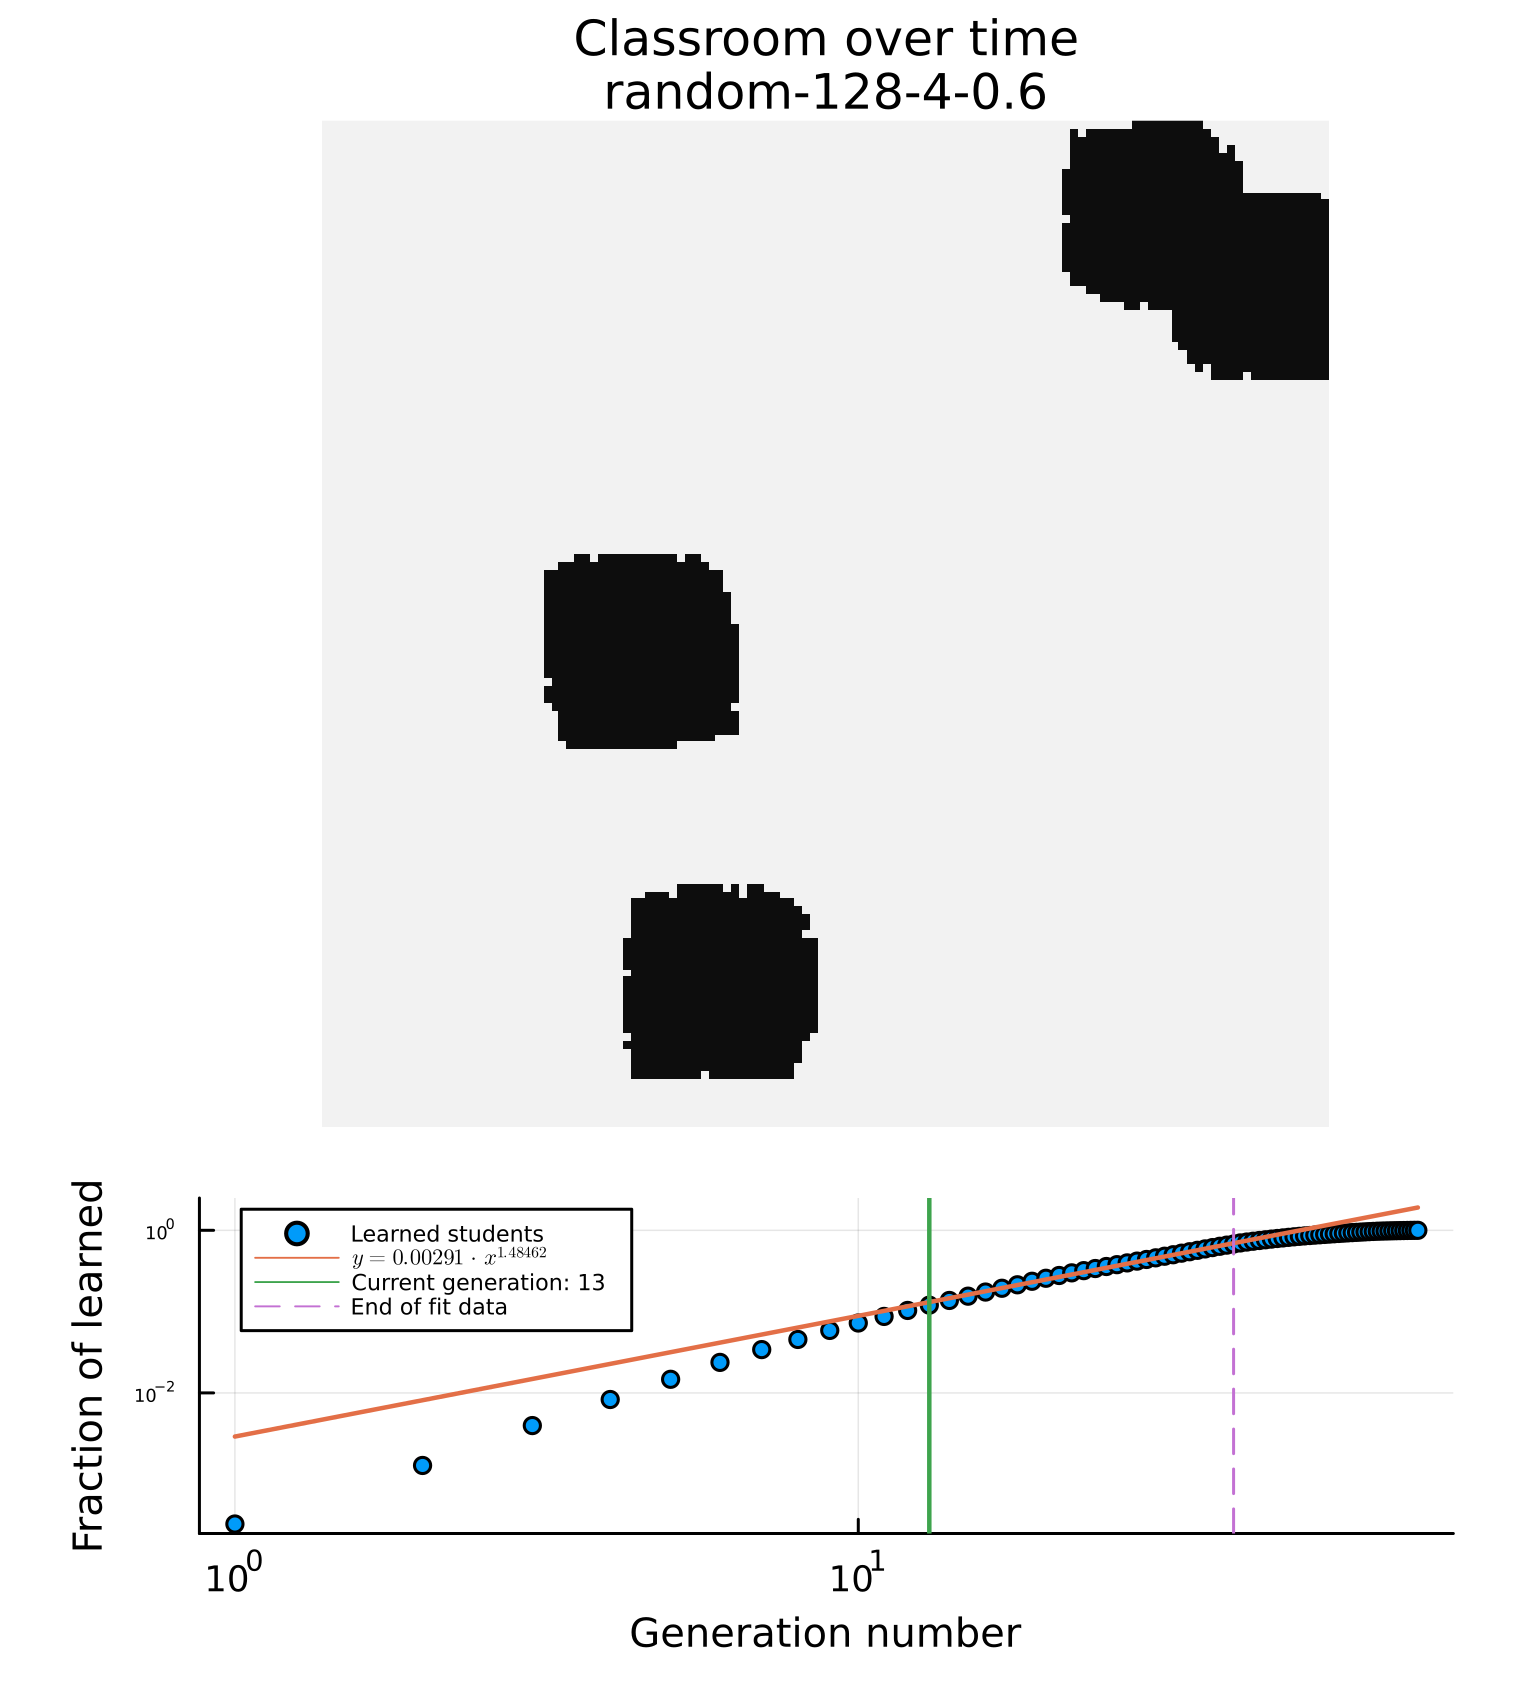 Classroom over time
random-128-4-0.6
Fraction of learned
10^0
10^−2
Learned students
y = 0.00291 · x^1.48462
Current generation: 13
End of fit data
10^0
10^1
Generation number